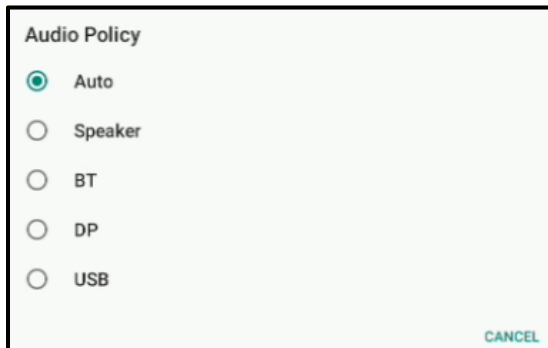 Audio Policy
Auto
Speaker
BT
DP
USB
CANCEL